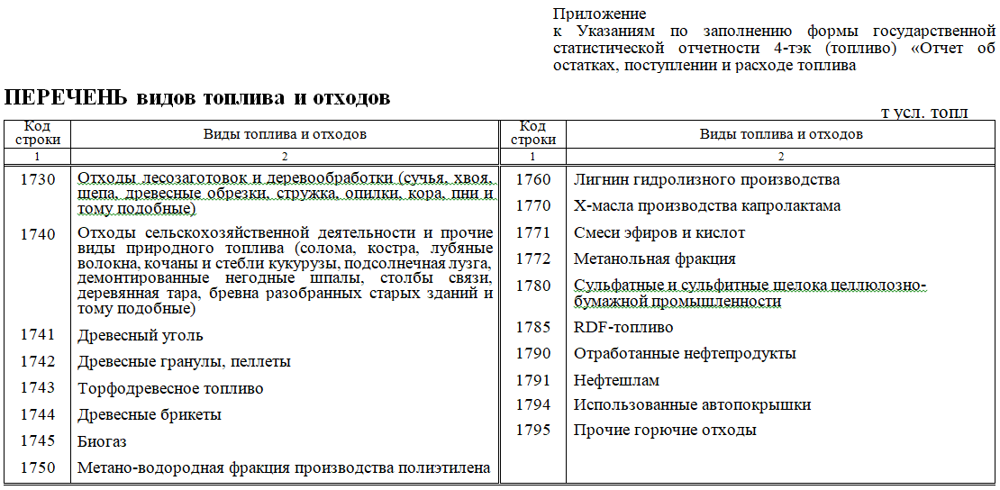 Приложение
к Указаниям по заполнению формы государственной
статистической отчетности 4-тэк (топливо) «Отчет об
остатках, поступлении и расходе топлива
ПЕРЕЧЕНЬ видов топлива и отходов
т усл. топл
Код строки
Виды топлива и отходов
Код строки
Виды топлива и отходов
1
2
1
2
1730
Отходы лесозаготовок и деревообработки (сучья, хвоя,
щепа, древесные обрезки, стружка, опилки, кора, пни и
тому подобные)
1740
Отходы сельскохозяйственной деятельности и прочие
виды природного топлива (солома, костра, лубяные
волокна, кочаны и стебли кукурузы, подсолнечная лузга,
демонтированные негодные шпалы, столбы связи,
деревянная тара, бревна разобранных старых зданий и
тому подобные)
1741
Древесный уголь
1742
Древесные гранулы, пеллеты
1743
Торфодревесное топливо
1744
Древесные брикеты
1745
Биогаз
1750
Метано-водородная фракция производства полиэтилена
1760
Лигнин гидролизного производства
1770
Х-масла производства капролактама
1771
Смеси эфиров и кислот
1772
Метанольная фракция
1780
Сульфатные и сульфитные щелока целлюлозно-
бумажной промышленности
1785
RDF-топливо
1790
Отработанные нефтепродукты
1791
Нефтешлам
1794
Использованные автопокрышки
1795
Прочие горючие отходы